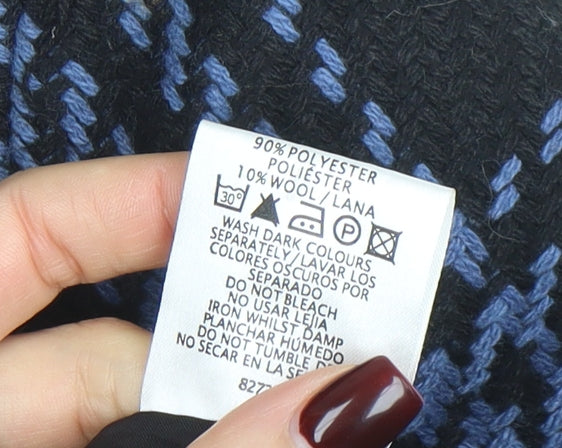 90% POLYESTER
POLIÉSTER
10% WOOL / LANA
30° P
WASH DARK COLOURS
SEPARATELY / LAVAR LOS
COLORES OSCUROS POR
SEPARADO
DO NOT BLEACH
NO USAR LEJIA
IRON WHILST DAMP
PLANCHAR HÚMEDO
DO NOT TUMBLE
NO SECAR EN LA